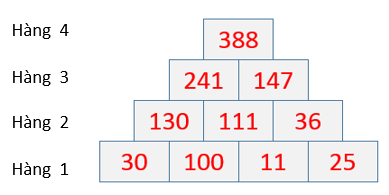 Hàng 4 388
Hàng 3 241 147
Hàng 2 130 111 36
Hàng 1 30 100 11 25